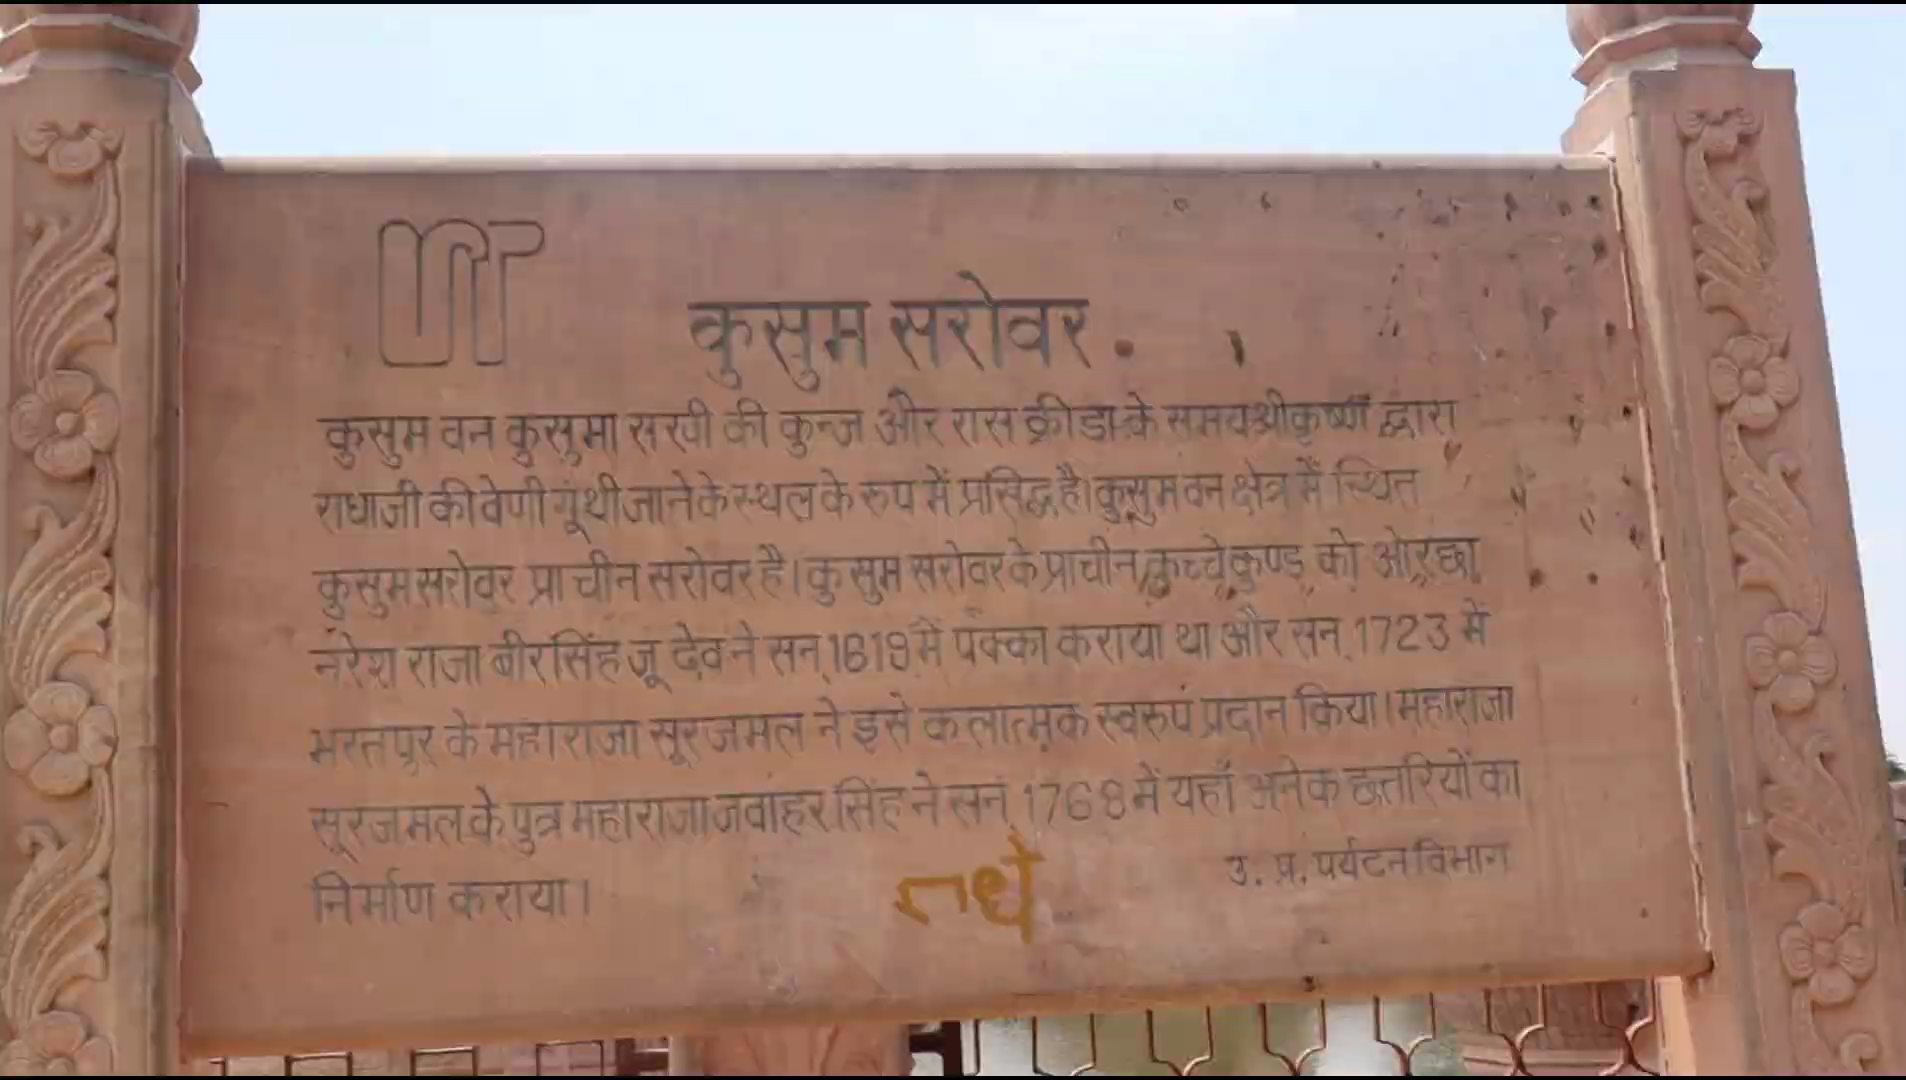 UPT
कुसुम सरोवर
कुसुम वन कुसुमा सखी की कुन्ज और रास क्रीडा के समय श्रीकृष्ण द्वारा
राधाजी की वेणी गूंथी जाने के स्थल के रुप में प्रसिद्ध है। कुसुम वन क्षेत्र में स्थित
कुसुम सरोवर प्राचीन सरोवर है। कुसुम सरोवर के प्राचीन कच्चे कुण्ड को ओरछा
नरेश राजा बीर सिंह जू देव ने सन् 1619 में पक्का कराया था और सन् 1723 में
भरतपुर के महाराजा सूरजमल ने इसे कलात्मक स्वरुप प्रदान किया। महाराजा
सूरजमल के पुत्र महाराजा जवाहर सिंह ने सन् 1768 में यहाँ अनेक छतरियों का
निर्माण कराया।
उ. प्र. पर्यटन विभाग